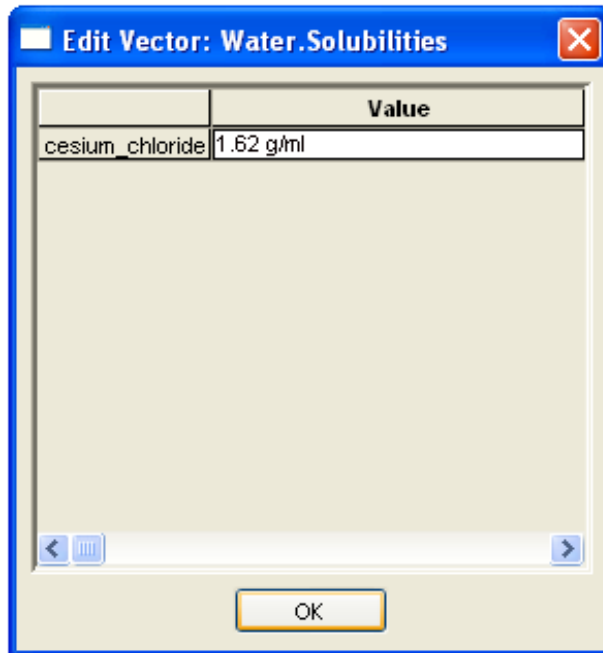 Edit Vector: Water.Solubilities
Value
cesium_chloride 1.62 g/ml
OK